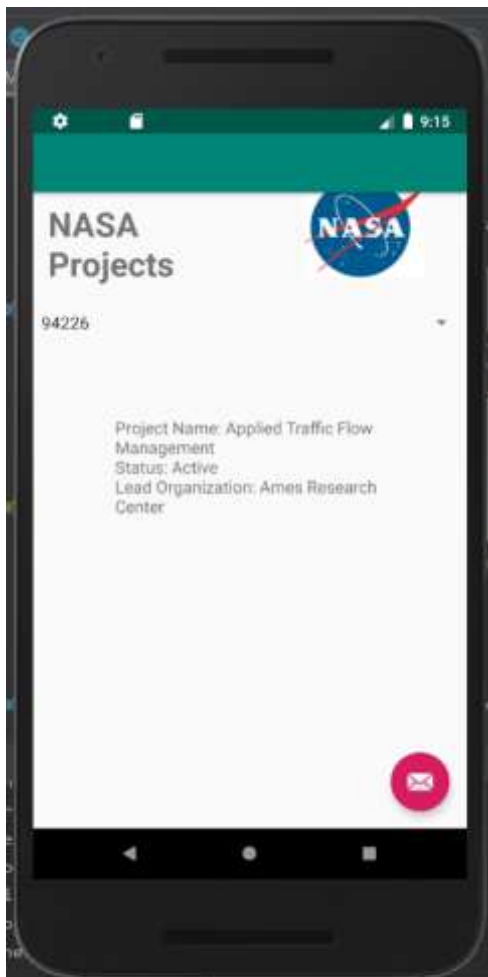 9:15
NASA
Projects
NASA
94226
Project Name: Applied Traffic Flow
Management
Status: Active
Lead Organization: Ames Research
Center